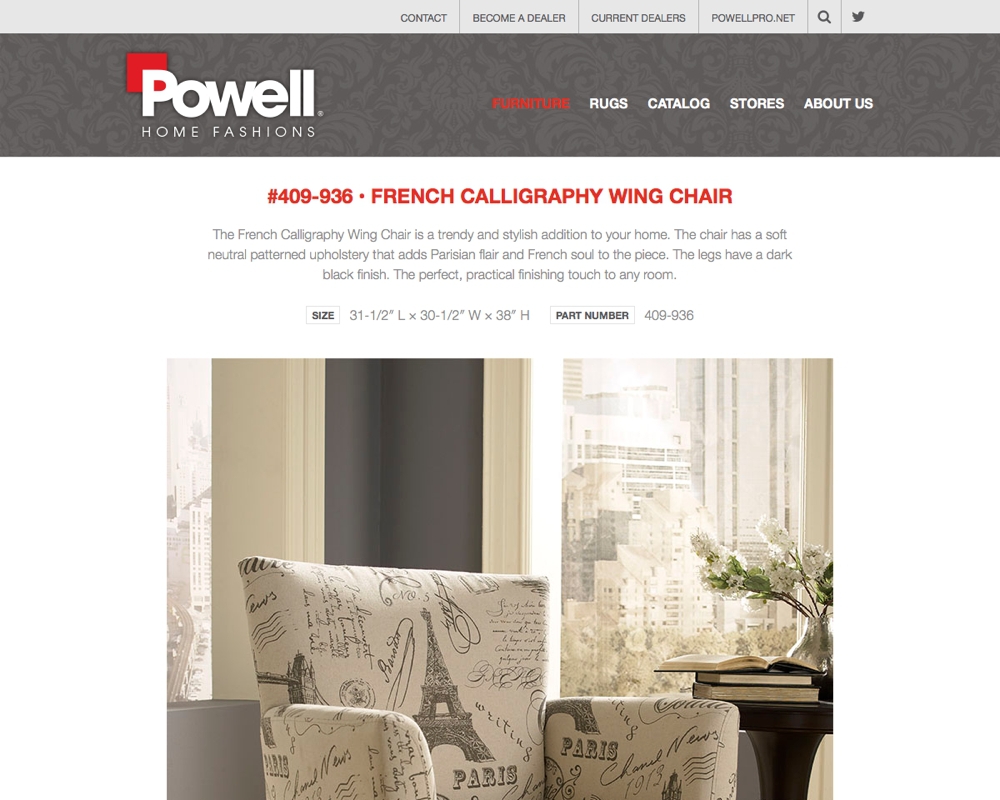 CONTACT
BECOME A DEALER
CURRENT DEALERS
POWELLPRO.NET
Powell®
HOME FASHIONS
FURNITURE
RUGS
CATALOG
STORES
ABOUT US
#409-936 • FRENCH CALLIGRAPHY WING CHAIR
The French Calligraphy Wing Chair is a trendy and stylish addition to your home. The chair has a soft
neutral patterned upholstery that adds Parisian flair and French soul to the piece. The legs have a dark
black finish. The perfect, practical finishing touch to any room.
SIZE 31-1/2″ L × 30-1/2″ W × 38″ H PART NUMBER 409-936
writing
PARIS
writing
PARIS
Chanel News
1913